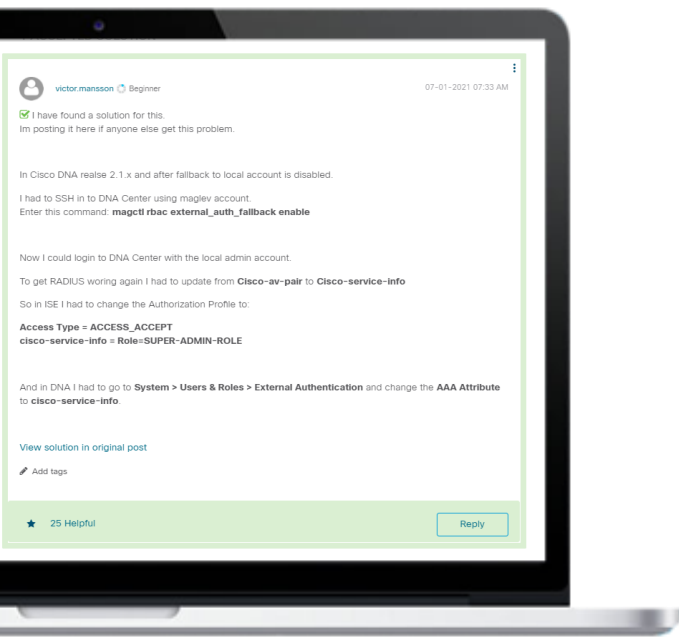 victor.mansson Beginner
07-01-2021 07:33 AM
I have found a solution for this.
Im posting it here if anyone else get this problem.
In Cisco DNA realse 2.1.x and after fallback to local account is disabled.
I had to SSH in to DNA Center using maglev account.
Enter this command: magctl rbac external_auth_fallback enable
Now I could login to DNA Center with the local admin account.
To get RADIUS woring again I had to update from Cisco-av-pair to Cisco-service-info
So in ISE I had to change the Authorization Profile to:
Access Type = ACCESS_ACCEPT
cisco-service-info = Role=SUPER-ADMIN-ROLE
And in DNA I had to go to System > Users & Roles > External Authentication and change the AAA Attribute
to cisco-service-info.
View solution in original post
Add tags
25 Helpful
Reply